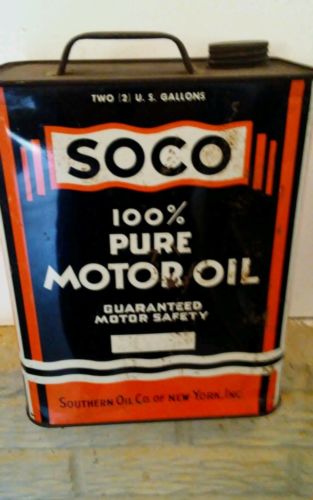 TWO (2) U.S. GALLONS
SOCO
100%
PURE
MOTOR OIL
GUARANTEED
MOTOR SAFETY
SOUTHERN OIL CO. OF NEW YORK, INC.